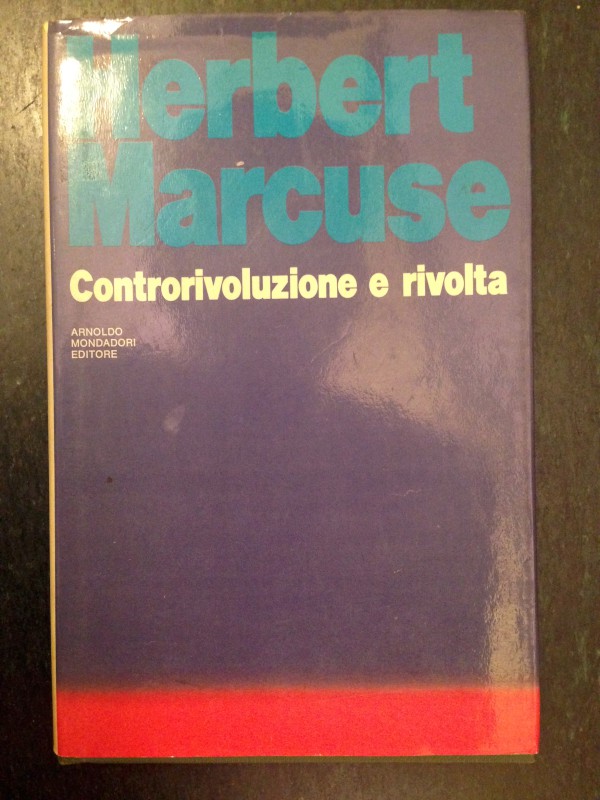 Herbert
Marcuse
Controrivoluzione e rivolta
ARNOLDO
MONDADORI
EDITORE